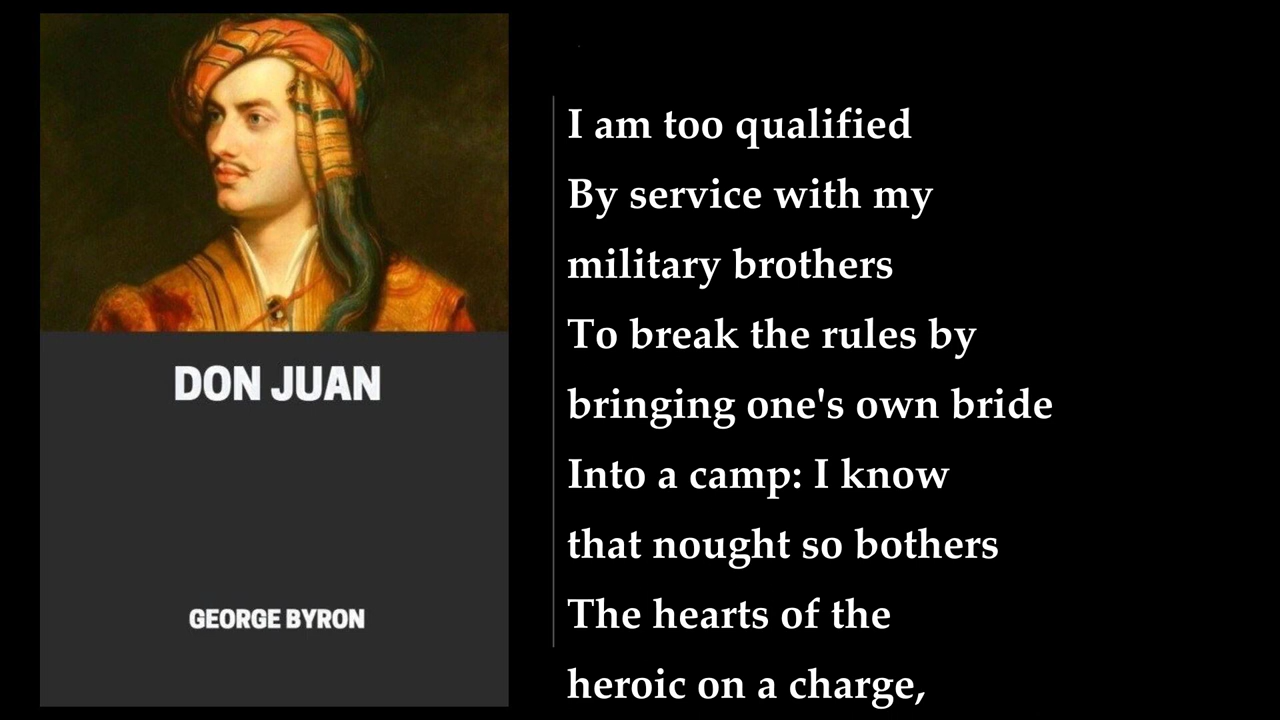 DON JUAN
GEORGE BYRON
I am too qualified
By service with my
military brothers
To break the rules by
bringing one's own bride
Into a camp: I know
that nought so bothers
The hearts of the
heroic on a charge,